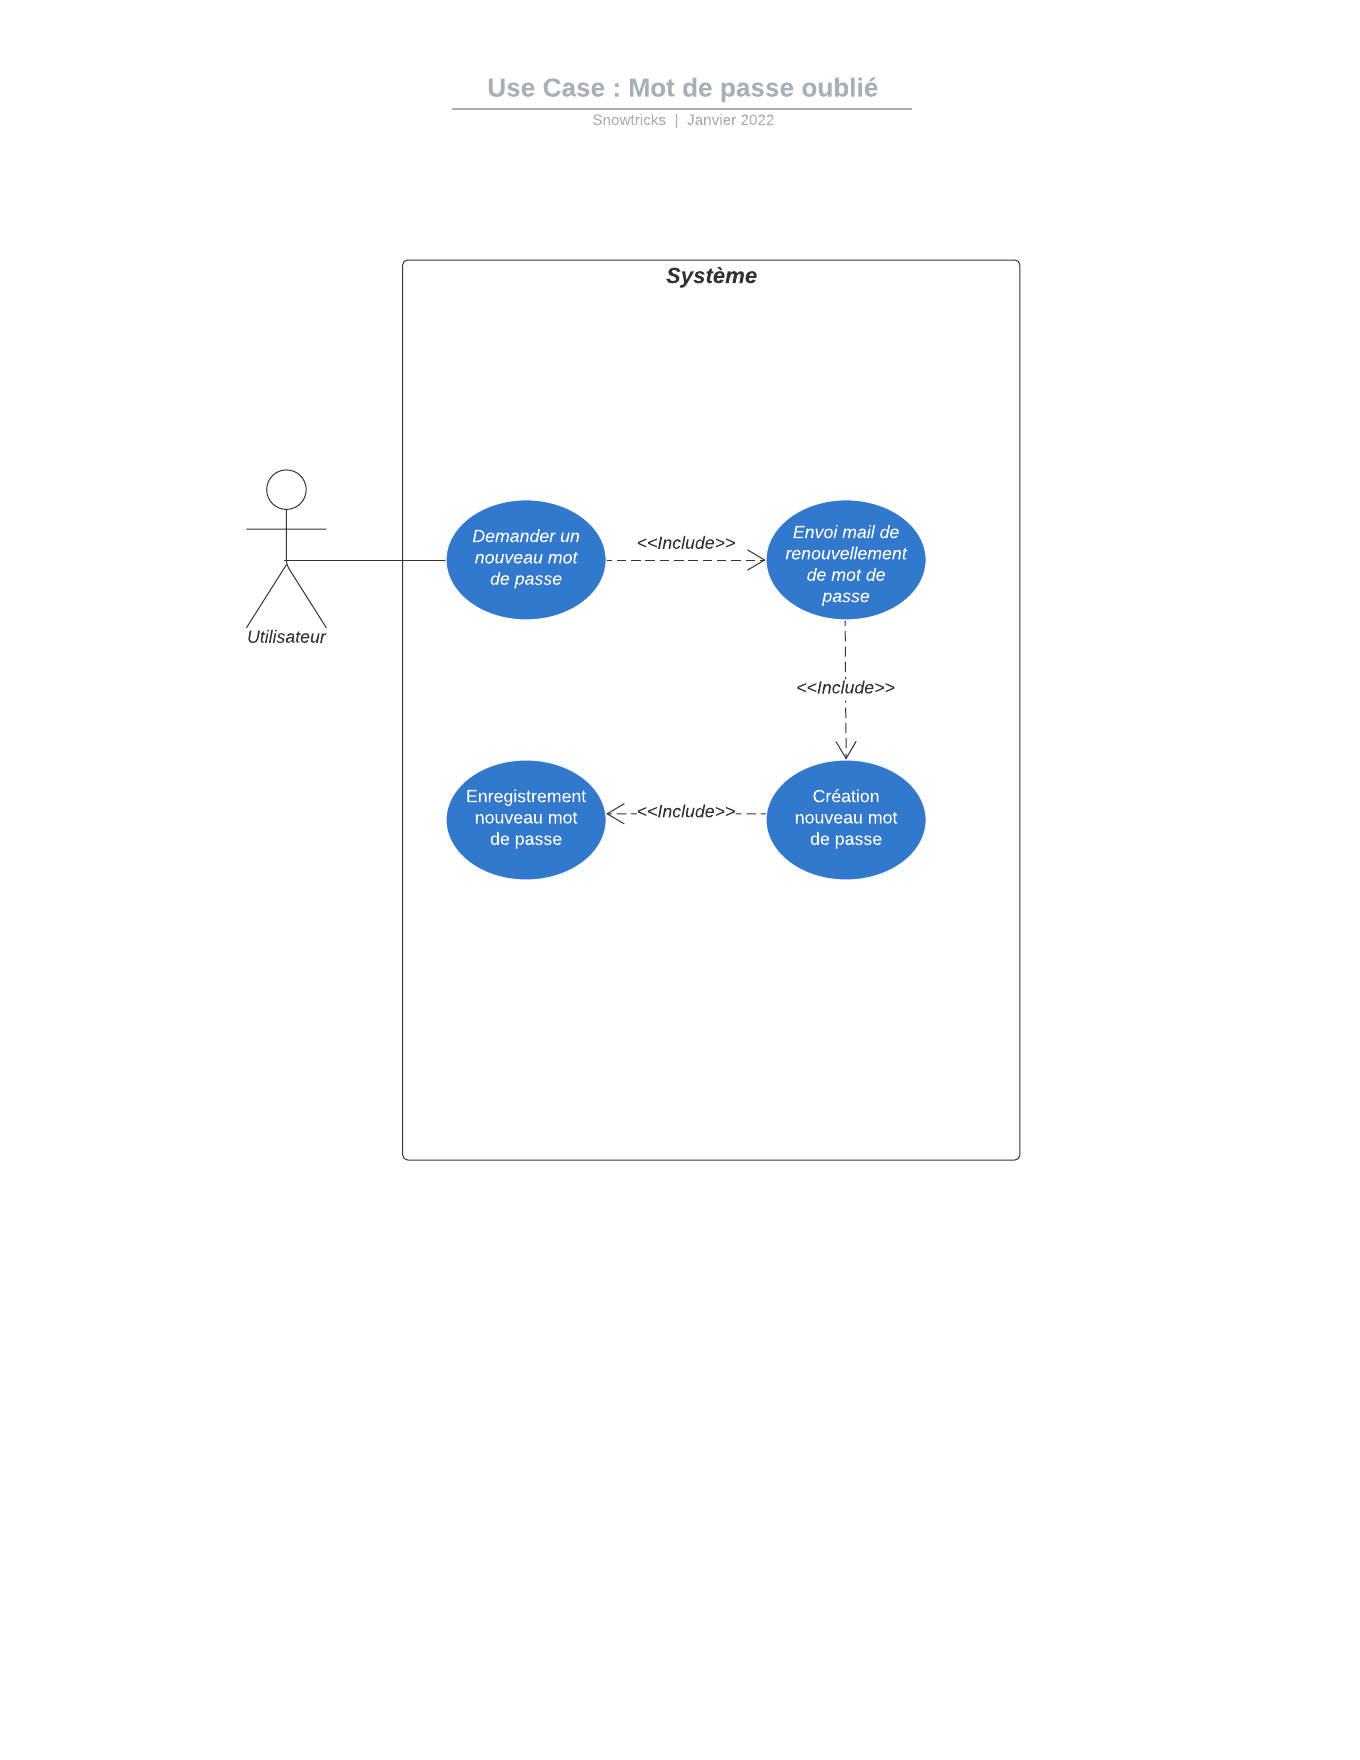 Use Case : Mot de passe oublié
Snowtricks | Janvier 2022
Système
Demander un
nouveau mot
de passe
<<Include>>
Envoi mail de
renouvellement
de mot de
passe
Utilisateur
<<Include>>
Enregistrement
nouveau mot
de passe
<<Include>>
Création
nouveau mot
de passe